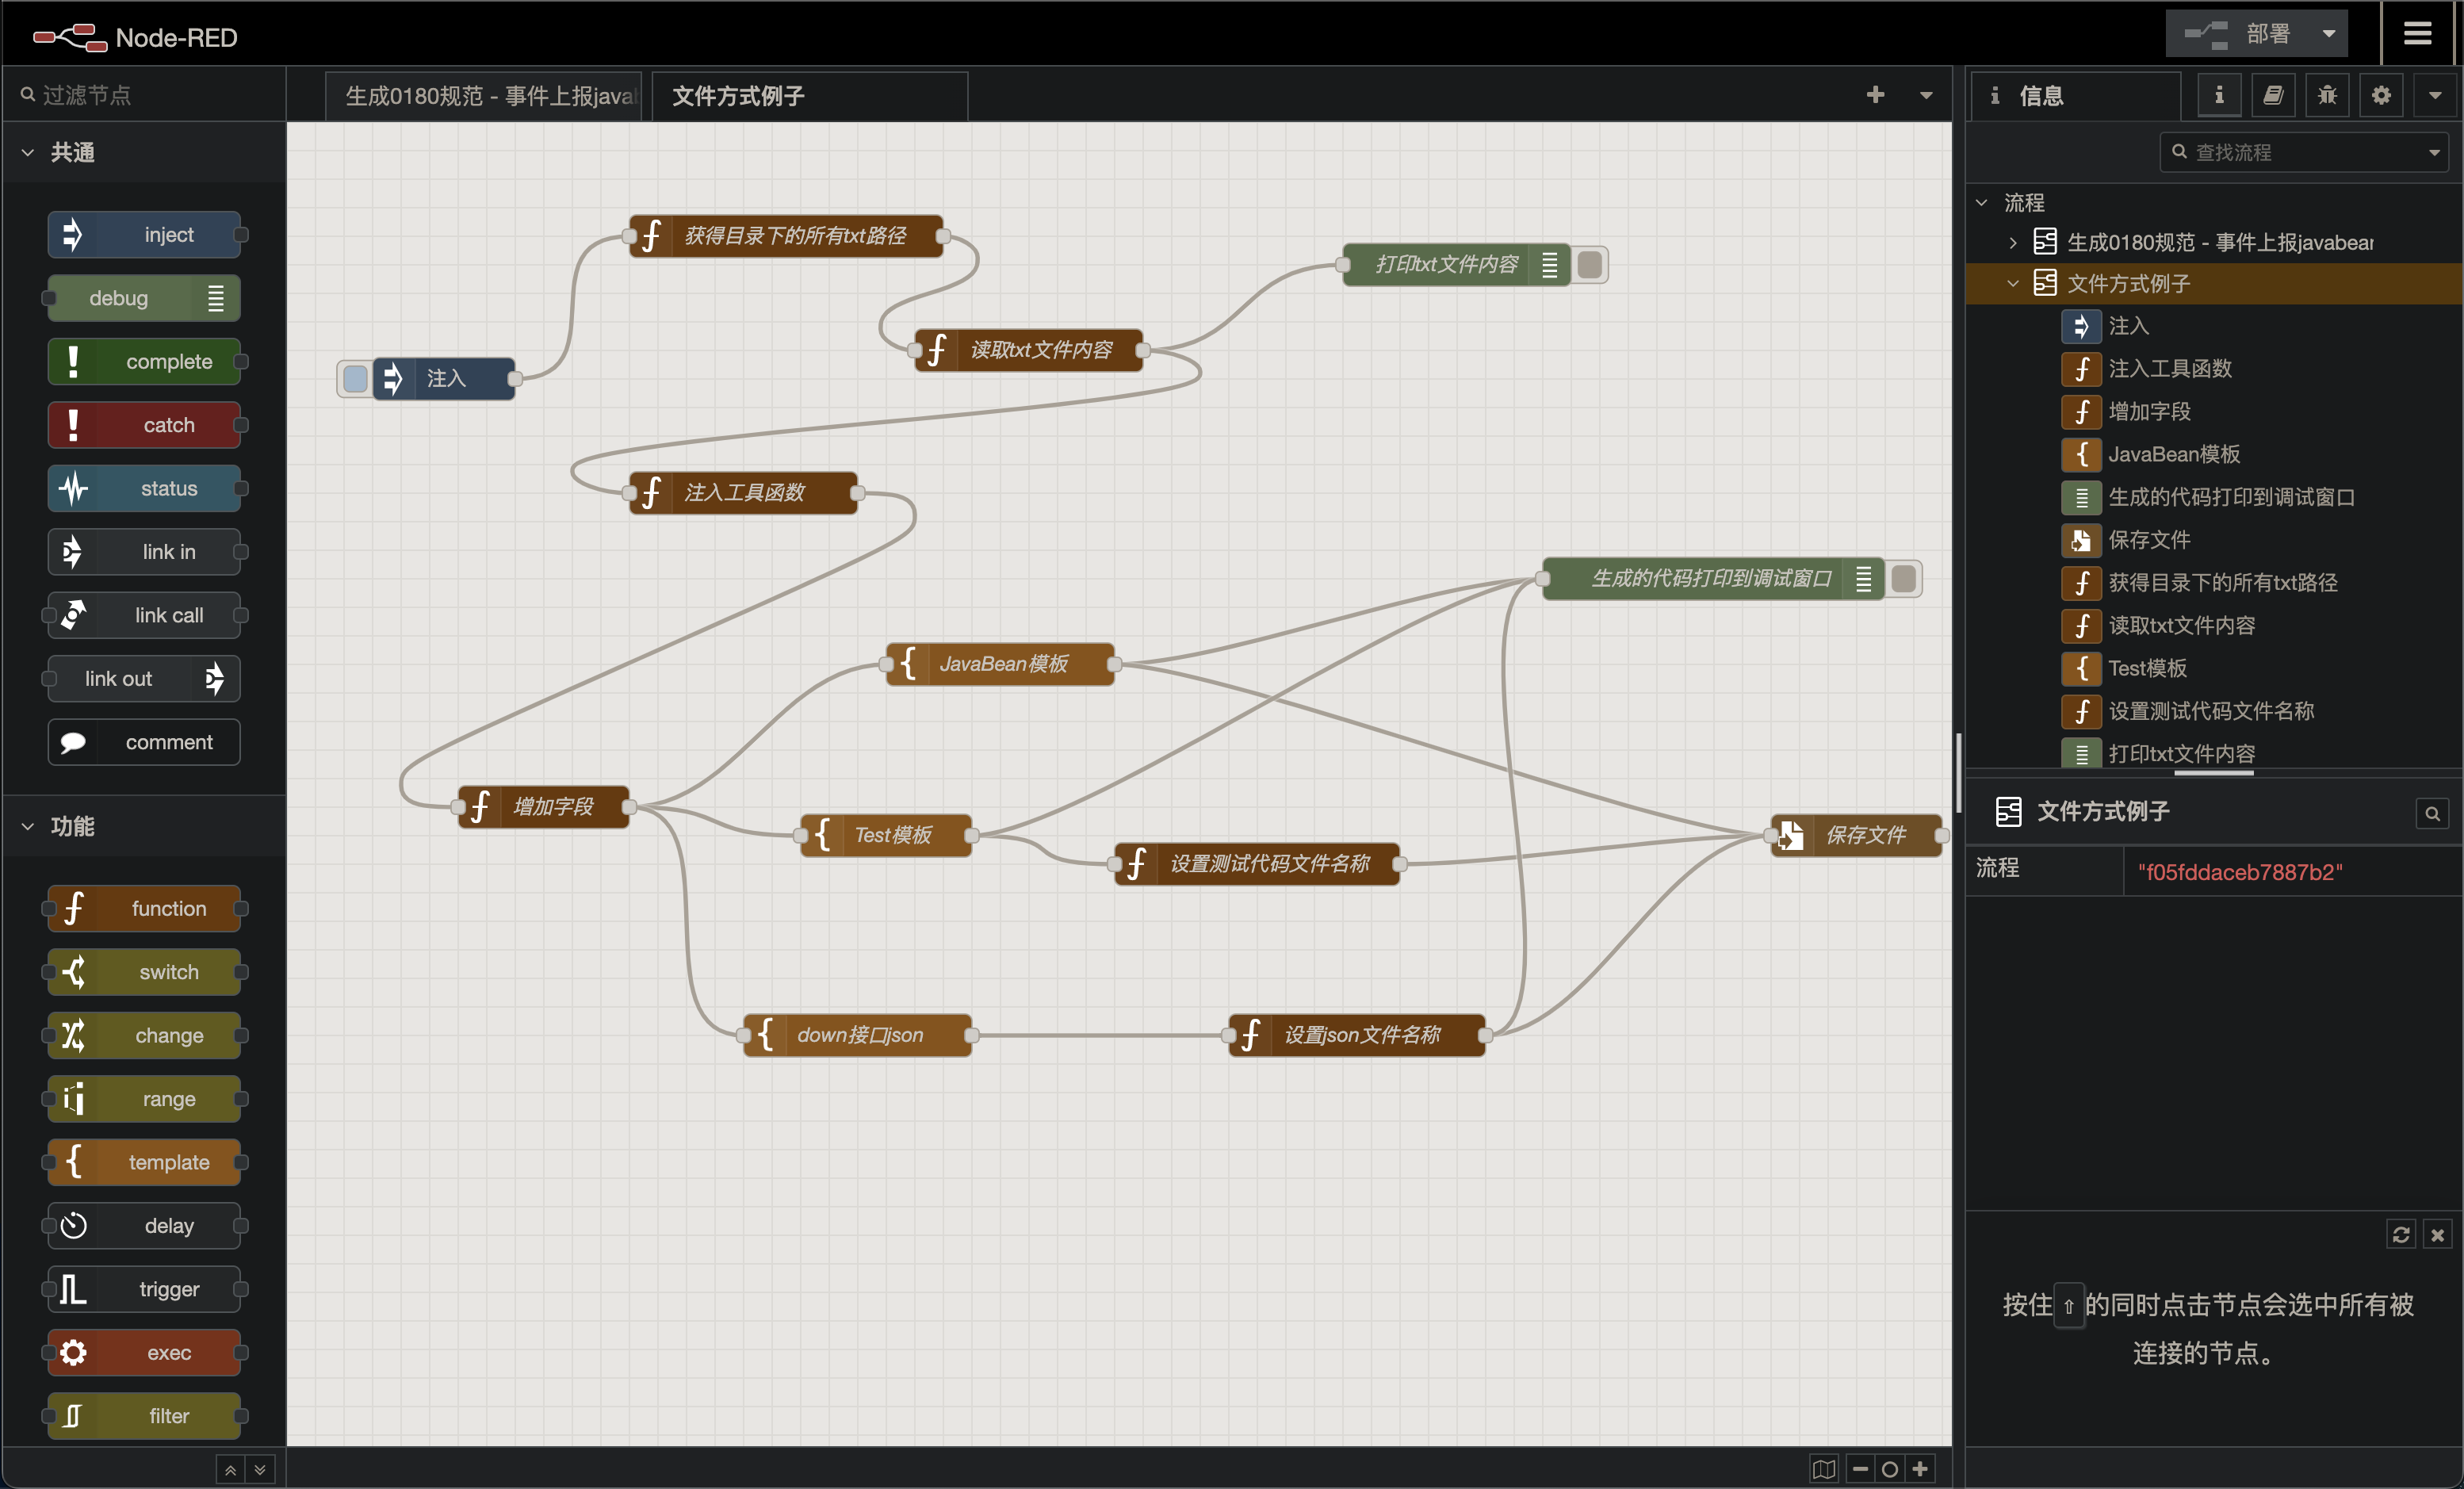 Node-RED
部署
过滤节点
生成0180规范 - 事件上报java
文件方式例子
信息
共通
inject
debug
complete
catch
status
link in
link call
link out
comment
功能
function
switch
change
range
template
delay
trigger
exec
filter
获得目录下的所有txt路径
打印txt文件内容
读取txt文件内容
注入
注入工具函数
生成的代码打印到调试窗口
JavaBean模板
增加字段
Test模板
保存文件
设置测试代码文件名称
down接口json
设置json文件名称
查找流程
流程
生成0180规范 - 事件上报javabear
文件方式例子
注入
注入工具函数
增加字段
JavaBean模板
生成的代码打印到调试窗口
保存文件
获得目录下的所有txt路径
读取txt文件内容
Test模板
设置测试代码文件名称
打印txt文件内容
文件方式例子
流程
"f05fddaceb7887b2"
按住⇧的同时点击节点会选中所有被
连接的节点。